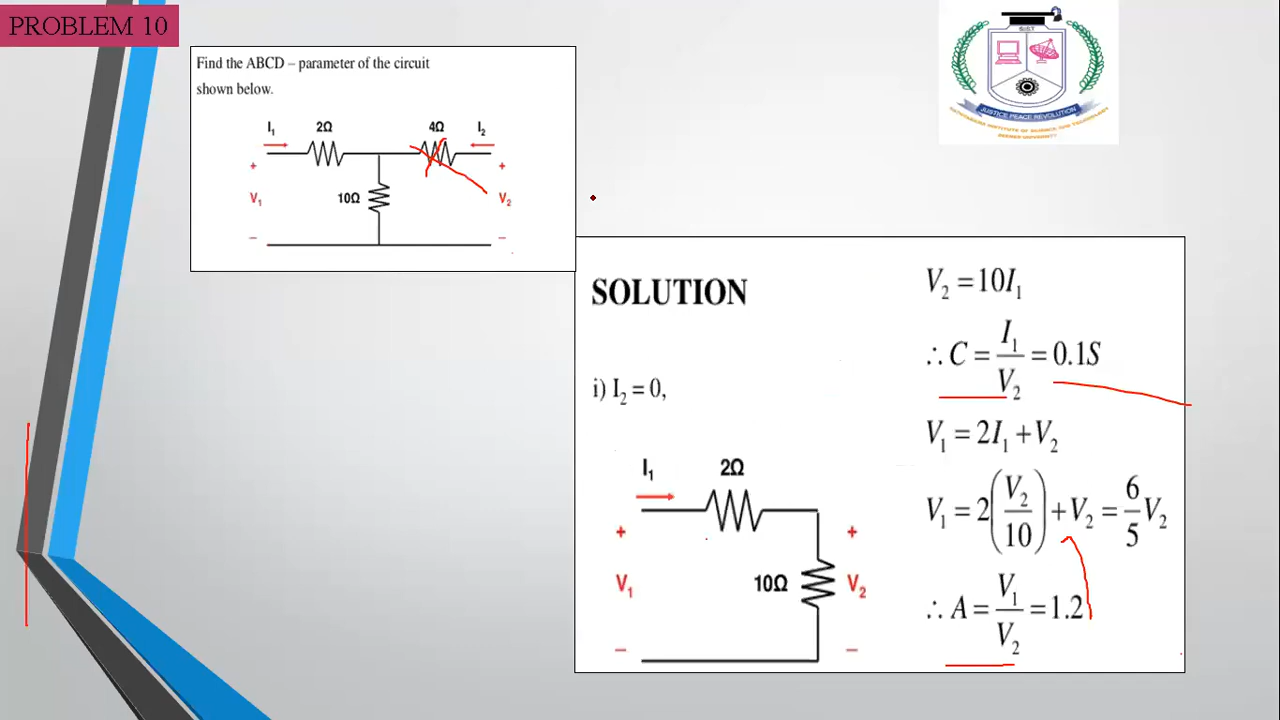 PROBLEM 10
Find the ABCD – parameter of the circuit
shown below.
I₁ 2Ω 4Ω I₂
+ +
V₁ 10Ω V₂
– –
SIST
JUSTICE PEACE REVOLUTION
SOLUTION
i) I₂ = 0,
I₁ 2Ω
+ +
V₁ 10Ω V₂
– –
V₂ = 10I₁
∴ C = I₁/V₂ = 0.1S
V₁ = 2I₁ + V₂
V₁ = 2(V₂/10) + V₂ = 6/5 V₂
∴ A = V₁/V₂ = 1.2